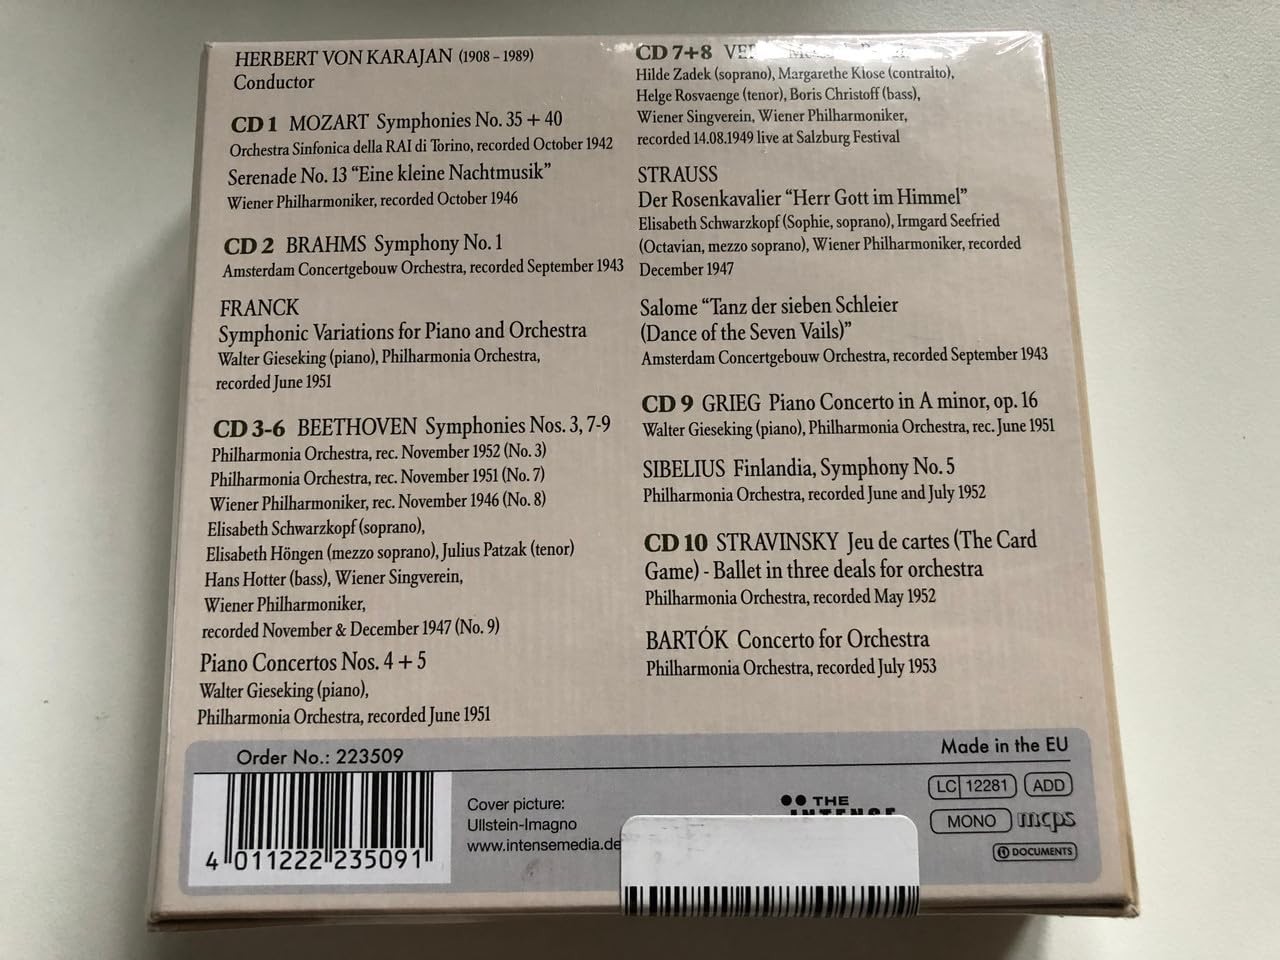 HERBERT VON KARAJAN (1908 – 1989)
Conductor
CD 1 MOZART Symphonies No. 35 + 40
Orchestra Sinfonica della RAI di Torino, recorded October 1942
Serenade No. 13 “Eine kleine Nachtmusik”
Wiener Philharmoniker, recorded October 1946
CD 2 BRAHMS Symphony No. 1
Amsterdam Concertgebouw Orchestra, recorded September 1943
FRANCK
Symphonic Variations for Piano and Orchestra
Walter Gieseking (piano), Philharmonia Orchestra,
recorded June 1951
CD 3-6 BEETHOVEN Symphonies Nos. 3, 7-9
Philharmonia Orchestra, rec. November 1952 (No. 3)
Philharmonia Orchestra, rec. November 1951 (No. 7)
Wiener Philharmoniker, rec. November 1946 (No. 8)
Elisabeth Schwarzkopf (soprano),
Elisabeth Höngen (mezzo soprano), Julius Patzak (tenor)
Hans Hotter (bass), Wiener Singverein,
Wiener Philharmoniker,
recorded November & December 1947 (No. 9)
Piano Concertos Nos. 4 + 5
Walter Gieseking (piano),
Philharmonia Orchestra, recorded June 1951
CD 7+8
Hilde Zadek (soprano), Margarethe Klose (contralto),
Helge Rosvaenge (tenor), Boris Christoff (bass),
Wiener Singverein, Wiener Philharmoniker,
recorded 14.08.1949 live at Salzburg Festival
STRAUSS
Der Rosenkavalier “Herr Gott im Himmel”
Elisabeth Schwarzkopf (Sophie, soprano), Irmgard Seefried
(Octavian, mezzo soprano), Wiener Philharmoniker, recorded
December 1947
Salome “Tanz der sieben Schleier
(Dance of the Seven Vails)”
Amsterdam Concertgebouw Orchestra, recorded September 1943
CD 9 GRIEG Piano Concerto in A minor, op. 16
Walter Gieseking (piano), Philharmonia Orchestra, rec. June 1951
SIBELIUS Finlandia, Symphony No. 5
Philharmonia Orchestra, recorded June and July 1952
CD 10 STRAVINSKY Jeu de cartes (The Card
Game) - Ballet in three deals for orchestra
Philharmonia Orchestra, recorded May 1952
BARTÓK Concerto for Orchestra
Philharmonia Orchestra, recorded July 1953
Order No.: 223509
Made in the EU
4 011222 235091
Cover picture:
Ullstein-Imagno
www.intensemedia.de
THE
INTENSE
LC 12281 ADD
MONO mcps
DOCUMENTS